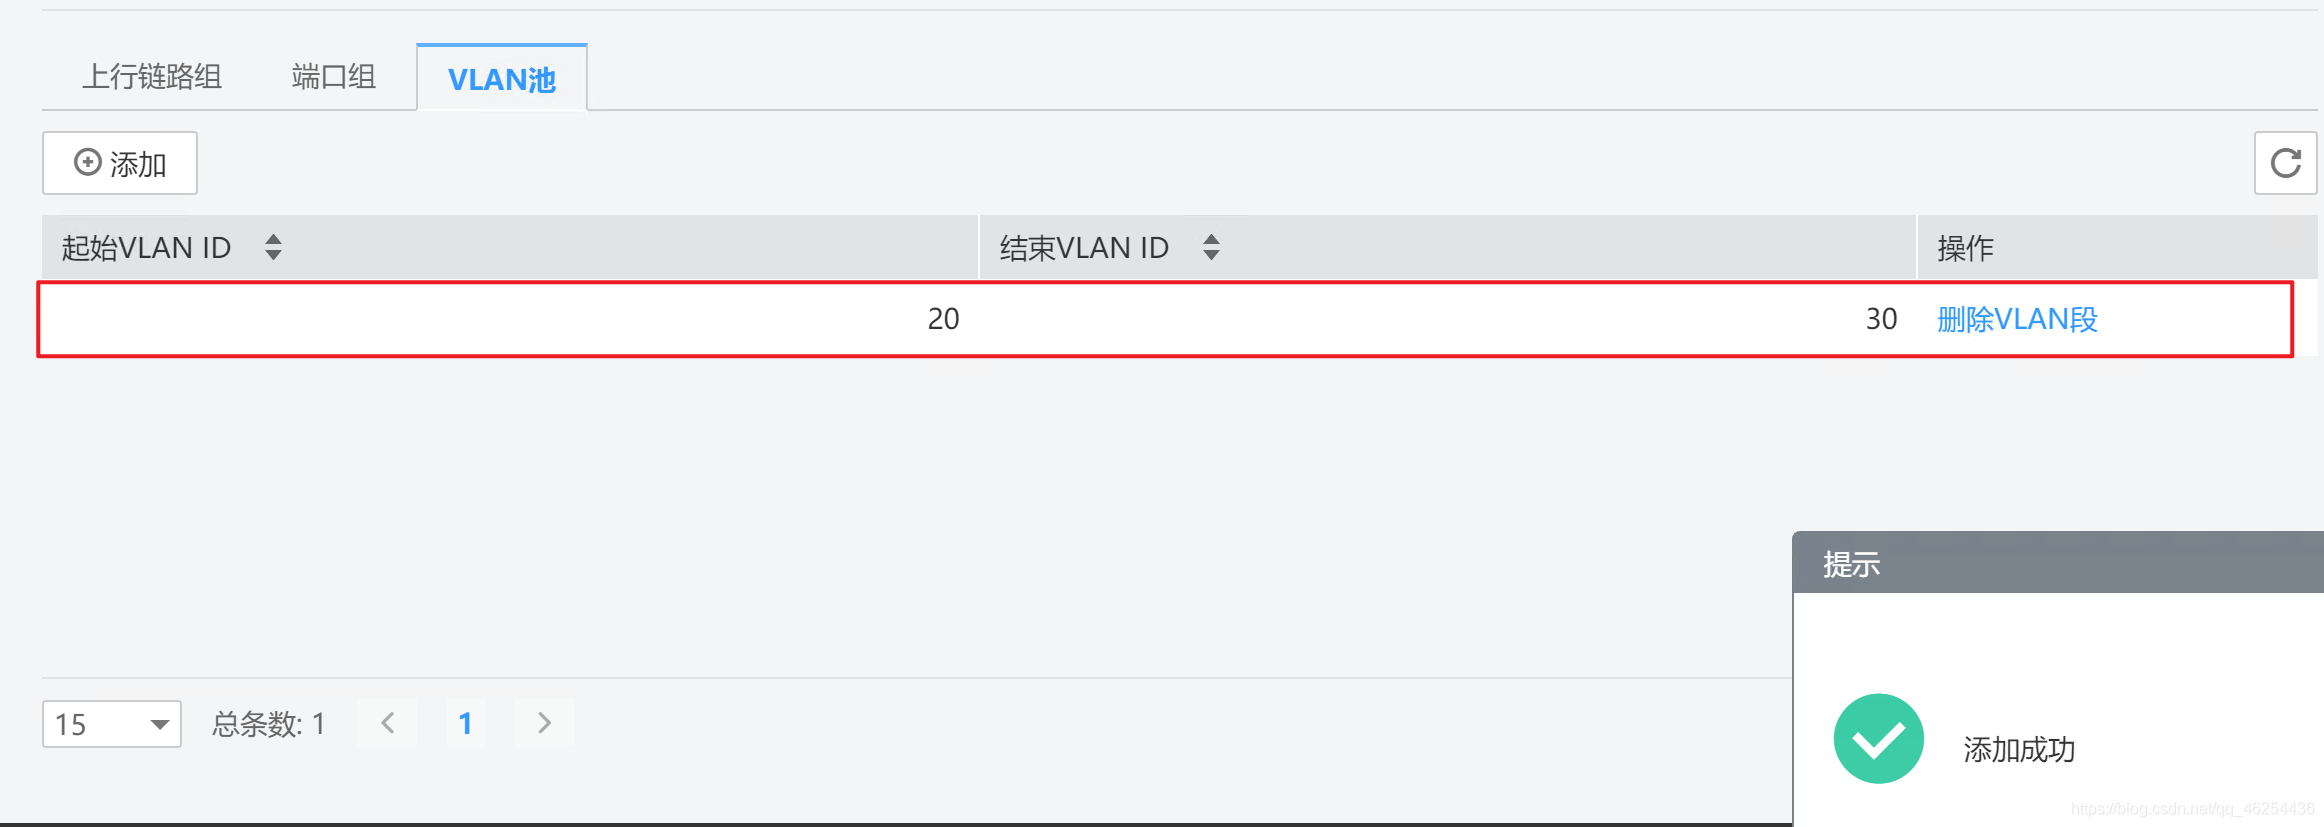 上行链路组 端口组 VLAN池
添加
起始VLAN ID 结束VLAN ID 操作
20 30 删除VLAN段
提示
15 总条数: 1 1
添加成功
https://blog.csdn.net/qq_46254436